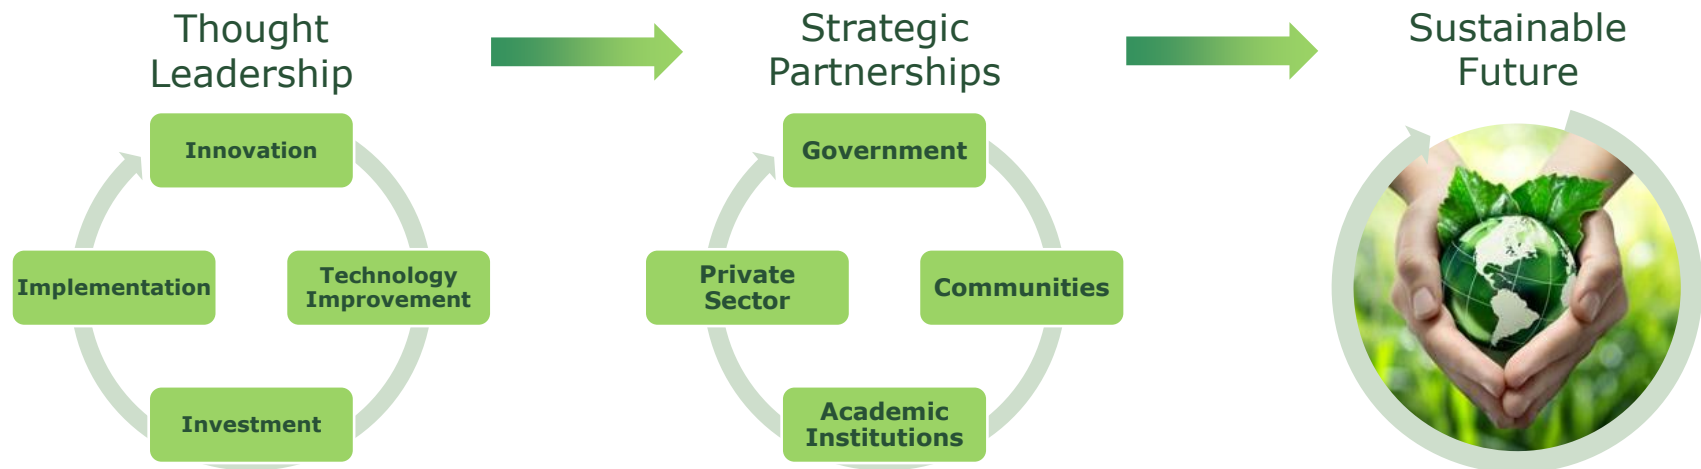 Thought
Leadership
Strategic
Partnerships
Sustainable
Future
Innovation
Technology
Improvement
Investment
Implementation
Government
Communities
Academic
Institutions
Private
Sector